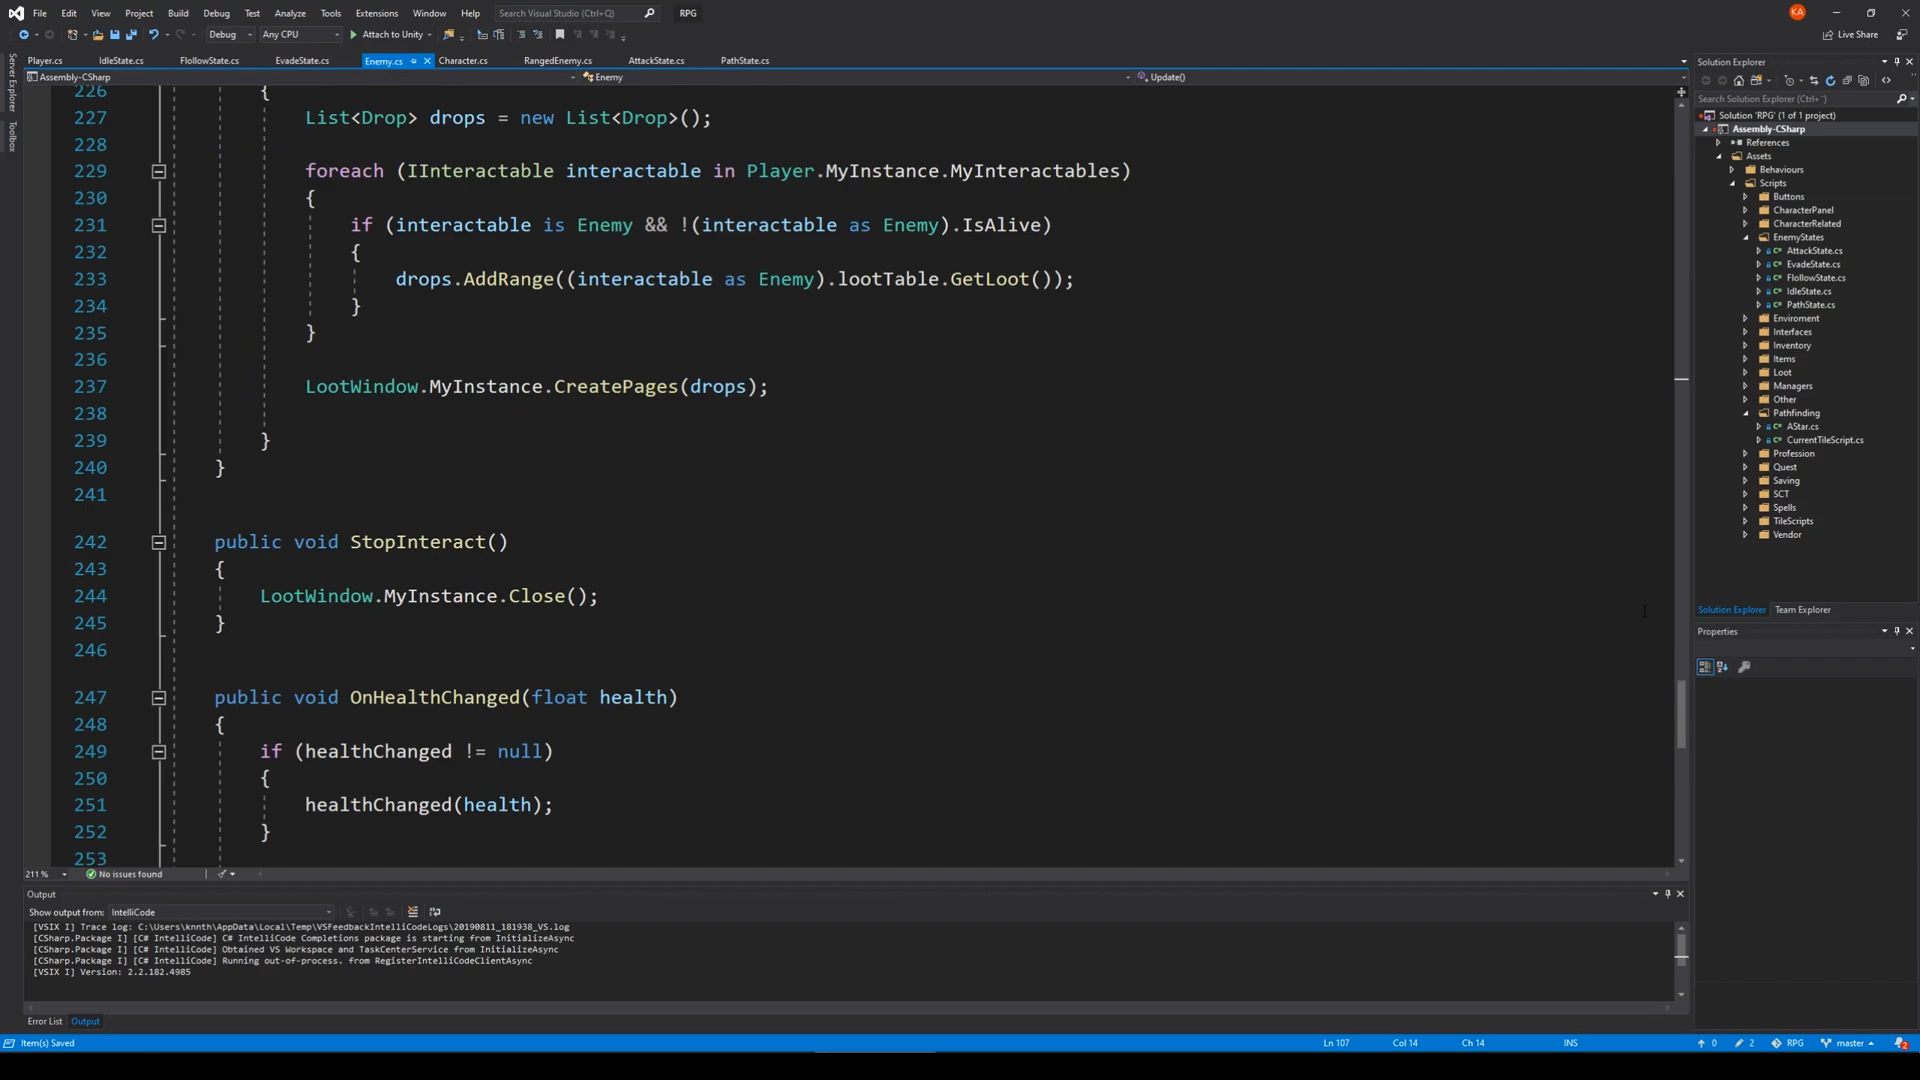 File Edit View Project Build Debug Test Analyze Tools Extensions Window Help Search Visual Studio (Ctrl+Q) RPG KA
Debug Any CPU Attach to Unity Live Share
Server Explorer
Toolbox
Player.cs IdleState.cs FlollowState.cs EvadeState.cs Enemy.cs Character.cs RangedEnemy.cs AttackState.cs PathState.cs
Assembly-CSharp Enemy Update()
226 {
227 List<Drop> drops = new List<Drop>();
228
229 foreach (IInteractable interactable in Player.MyInstance.MyInteractables)
230 {
231 if (interactable is Enemy && !(interactable as Enemy).IsAlive)
232 {
233 drops.AddRange((interactable as Enemy).lootTable.GetLoot());
234 }
235 }
236
237 LootWindow.MyInstance.CreatePages(drops);
238
239 }
240 }
241
242 public void StopInteract()
243 {
244 LootWindow.MyInstance.Close();
245 }
246
247 public void OnHealthChanged(float health)
248 {
249 if (healthChanged != null)
250 {
251 healthChanged(health);
252 }
253
211 % No issues found
Output
Show output from: IntelliCode
[VSIX I] Trace log: C:\Users\knnth\AppData\Local\Temp\VSFeedbackIntelliCodeLogs\20190811_181938_VS.log
[CSharp.Package I] [C# IntelliCode] C# IntelliCode Completions package is starting from InitializeAsync
[CSharp.Package I] [C# IntelliCode] Obtained VS Workspace and TaskCenterService from InitializeAsync
[CSharp.Package I] [C# IntelliCode] Running out-of-process. from RegisterIntelliCodeClientAsync
[VSIX I] Version: 2.2.182.4985
Error List Output
Item(s) Saved Ln 107 Col 14 Ch 14 INS 0 2 RPG master 2
Solution Explorer
Search Solution Explorer (Ctrl+¨)
Solution 'RPG' (1 of 1 project)
Assembly-CSharp
References
Assets
Behaviours
Scripts
Buttons
CharacterPanel
CharacterRelated
EnemyStates
AttackState.cs
EvadeState.cs
FlollowState.cs
IdleState.cs
PathState.cs
Enviroment
Interfaces
Inventory
Items
Loot
Managers
Other
Pathfinding
AStar.cs
CurrentTileScript.cs
Profession
Quest
Saving
SCT
Spells
TileScripts
Vendor
Solution Explorer Team Explorer
Properties